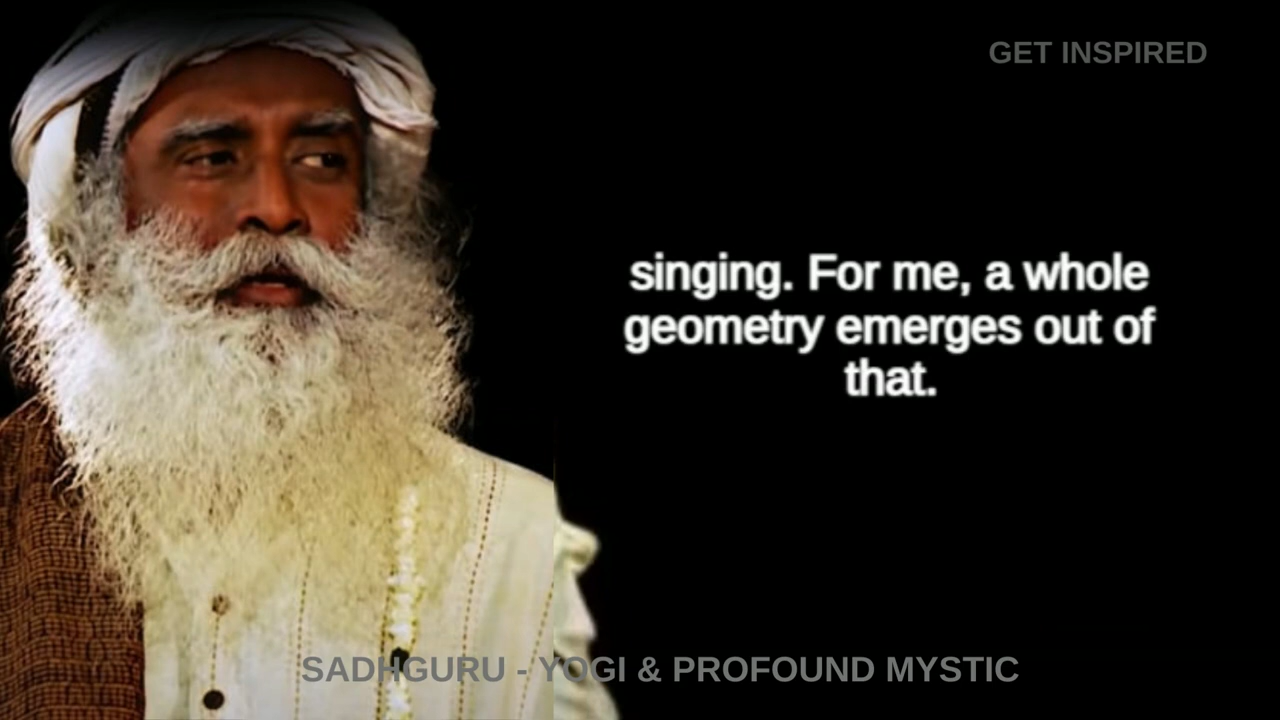 GET INSPIRED
singing. For me, a whole
geometry emerges out of
that.
SADHGURU - YOGI & PROFOUND MYSTIC